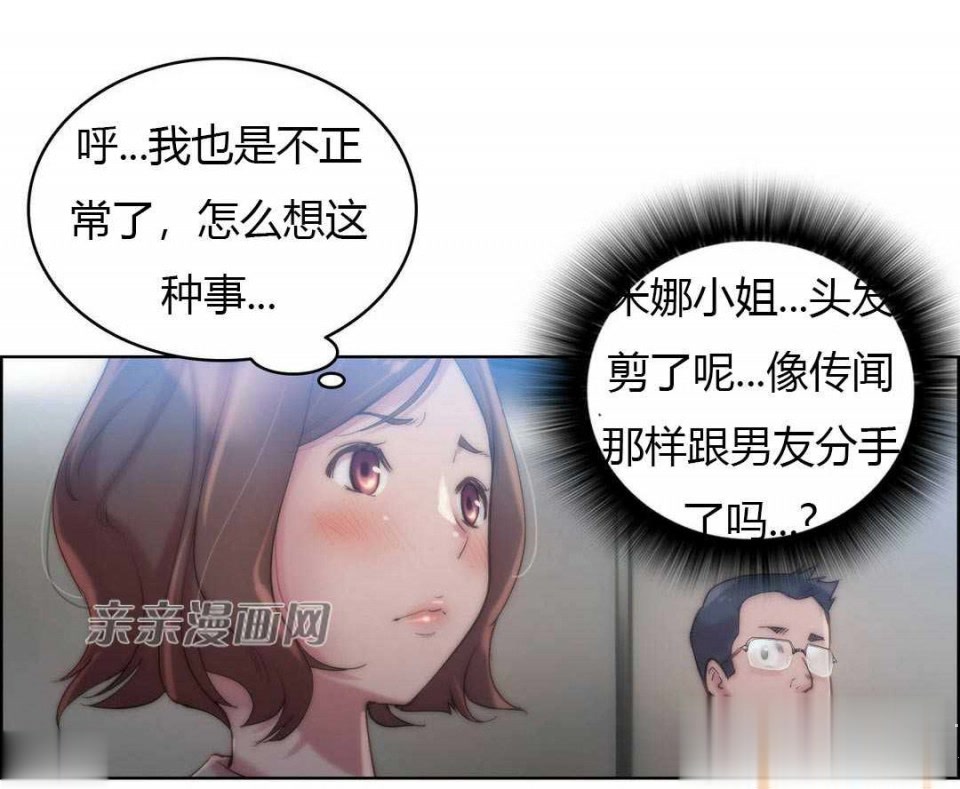 呼...我也是不正
常了，怎么想这
种事...
米娜小姐...头发
剪了呢...像传闻
那样跟男友分手
了吗...?
亲亲漫画网